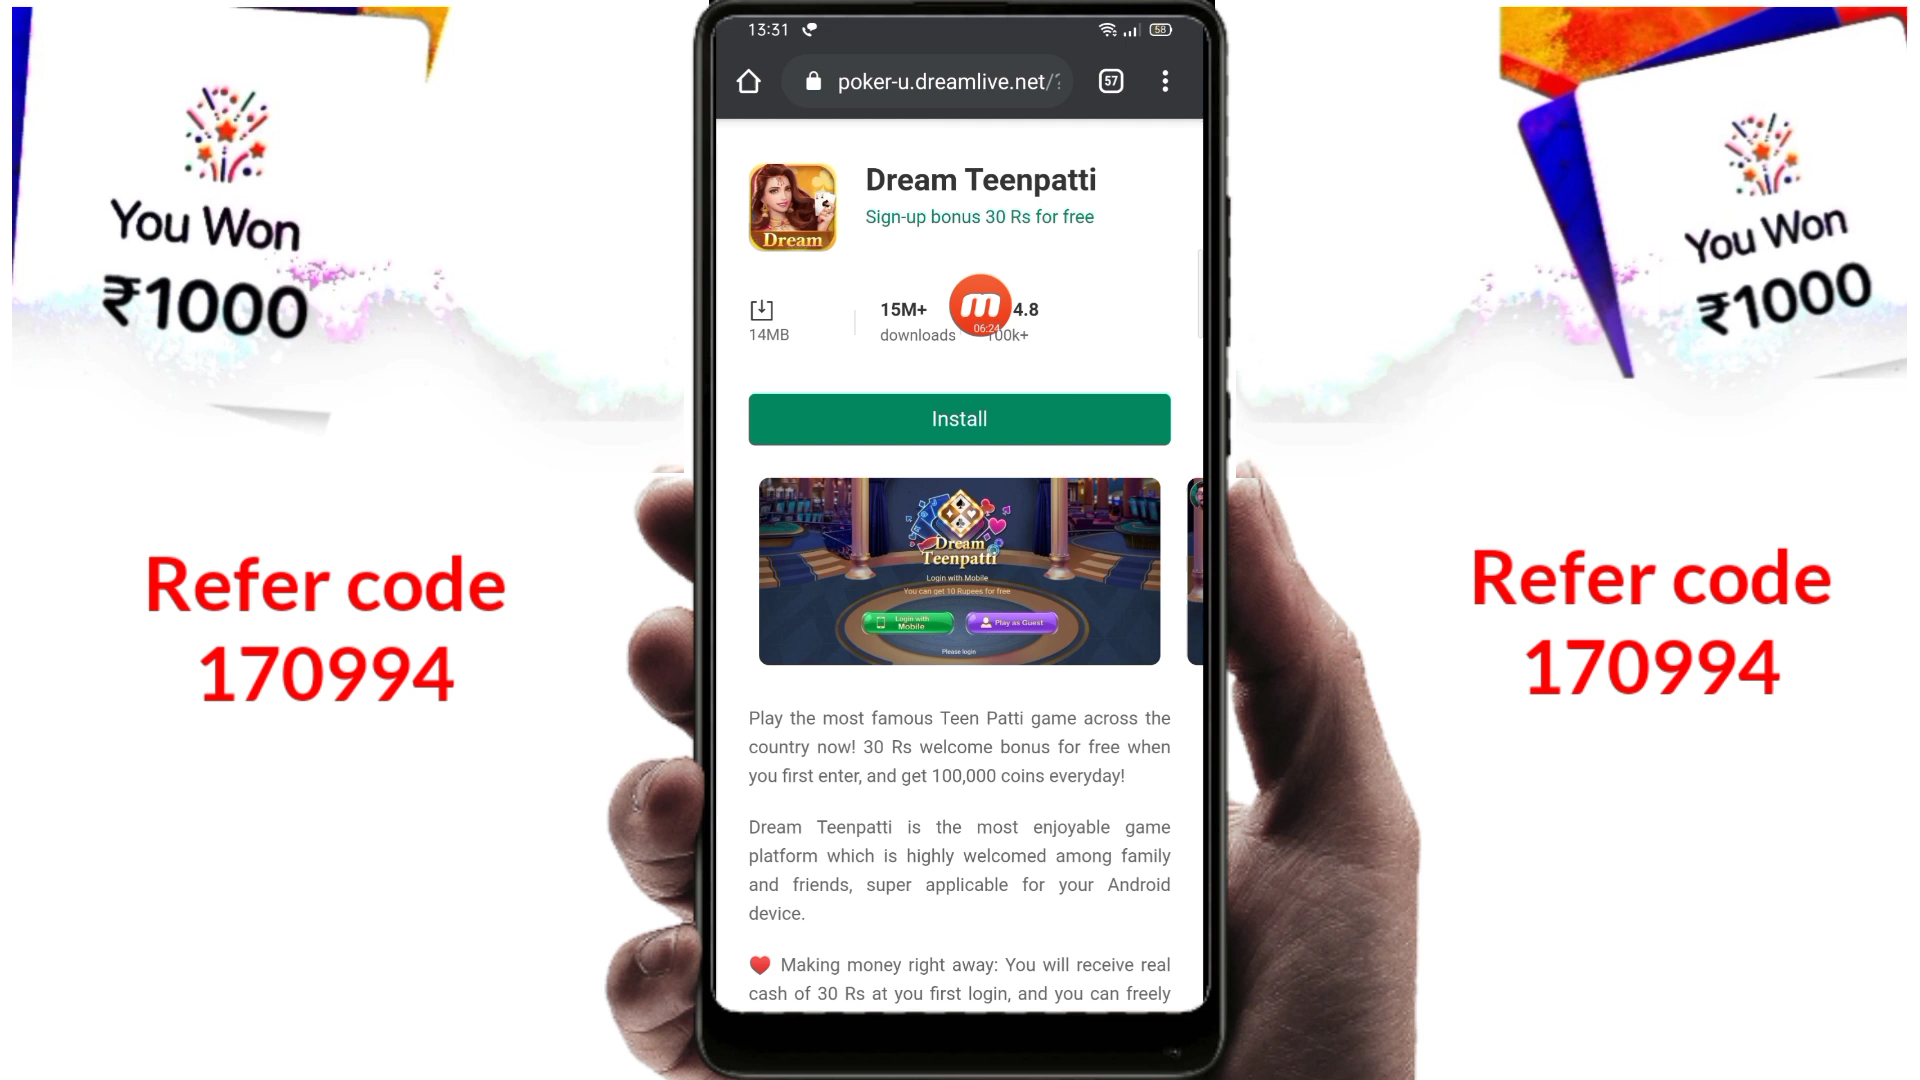 You Won
₹1000
Refer code
170994
13:31
58
poker-u.dreamlive.net/
57
Dream
Dream Teenpatti
Sign-up bonus 30 Rs for free
14MB
15M+
downloads
m
06:24
4.8
100k+
Install
Dream
Teenpatti
Login with Mobile
You can get 10 Rupees for free
Login with
Mobile
Play as Guest
Please login
Play the most famous Teen Patti game across the
country now! 30 Rs welcome bonus for free when
you first enter, and get 100,000 coins everyday!
Dream Teenpatti is the most enjoyable game
platform which is highly welcomed among family
and friends, super applicable for your Android
device.
Making money right away: You will receive real
cash of 30 Rs at you first login, and you can freely
You Won
₹1000
Refer code
170994